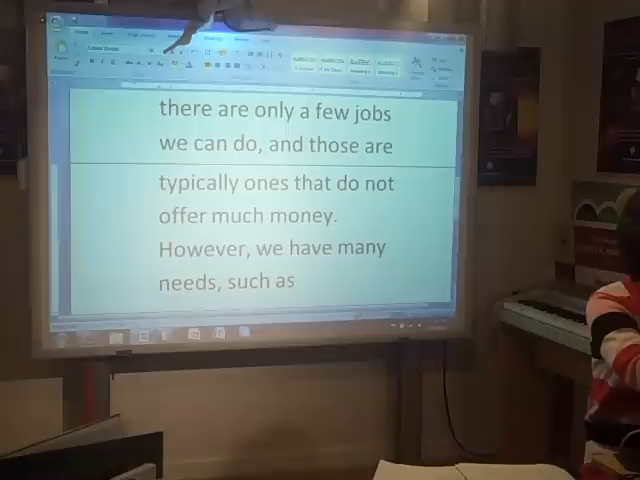 there are only a few jobs
we can do, and those are
typically ones that do not
offer much money.
However, we have many
needs, such as